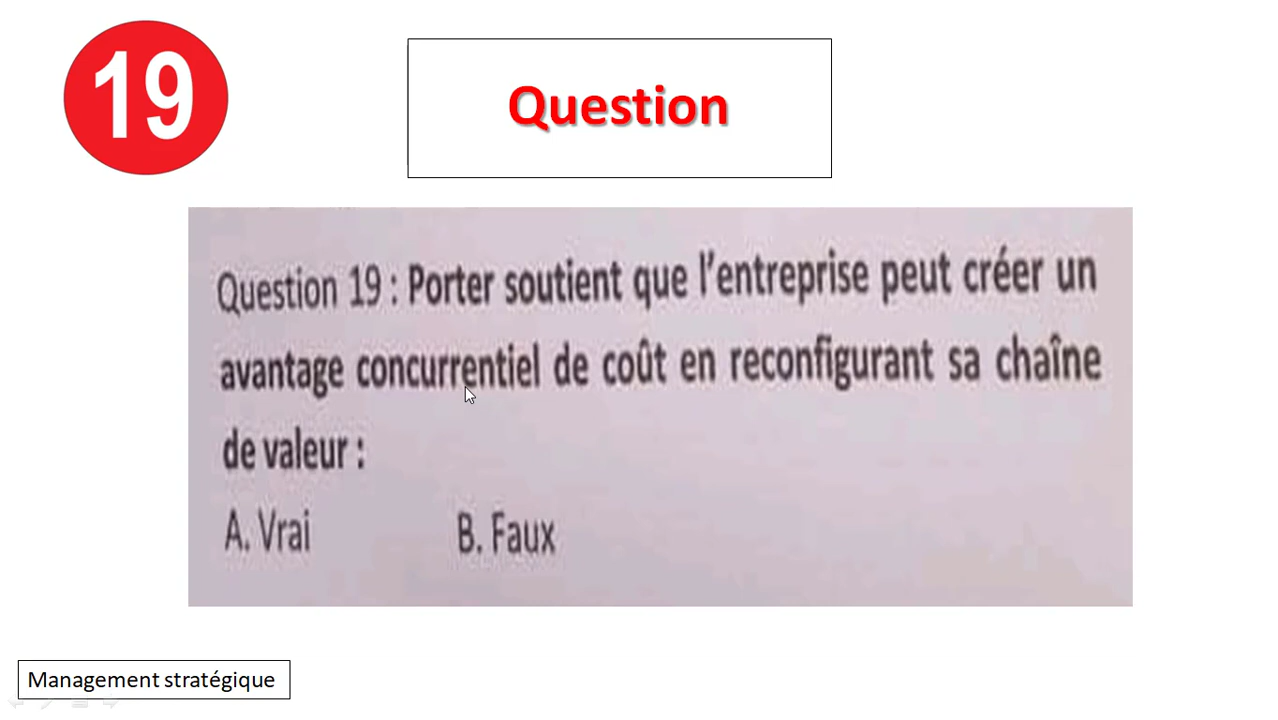 19
Question
Question 19 : Porter soutient que l'entreprise peut créer un
avantage concurrentiel de coût en reconfigurant sa chaîne
de valeur :
A. Vrai B. Faux
Management stratégique